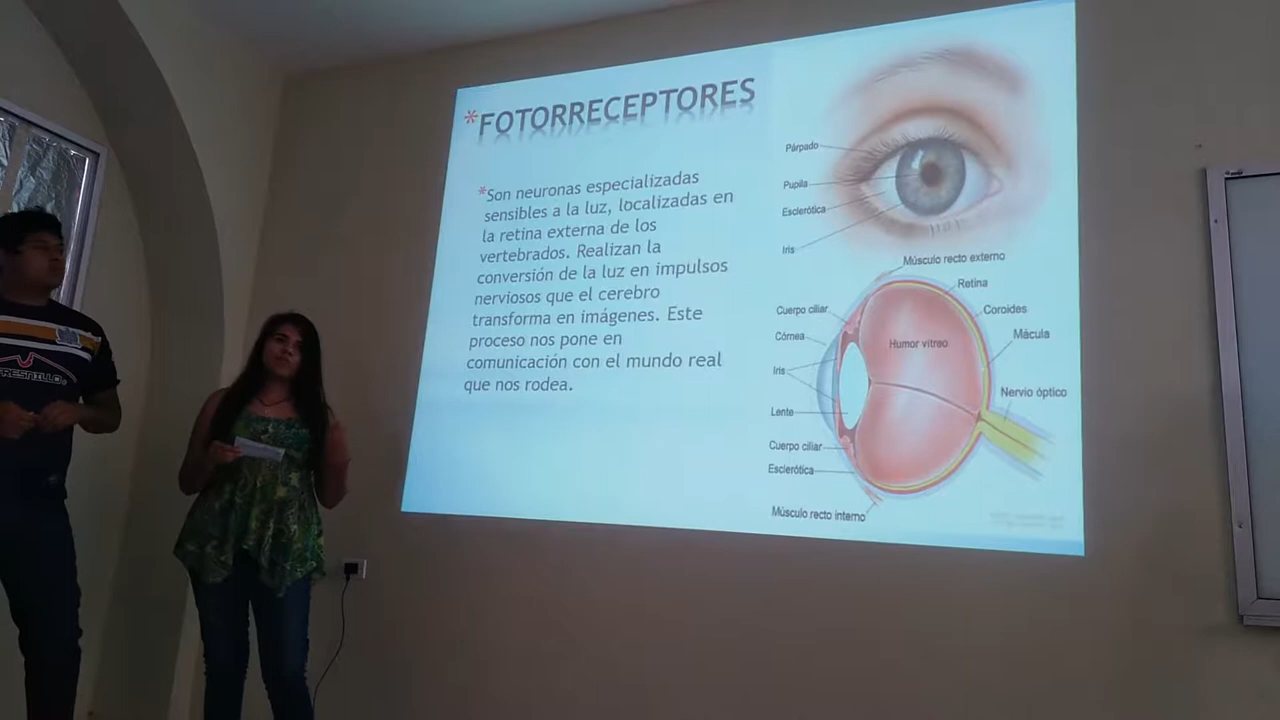 *FOTORRECEPTORES
*Son neuronas especializadas
sensibles a la luz, localizadas en
la retina externa de los
vertebrados. Realizan la
conversión de la luz en impulsos
nerviosos que el cerebro
transforma en imágenes. Este
proceso nos pone en
comunicación con el mundo real
que nos rodea.
Párpado
Pupila
Esclerótica
Iris
Músculo recto externo
Retina
Cuerpo ciliar
Coroides
Córnea
Mácula
Humor vítreo
Iris
Nervio óptico
Lente
Cuerpo ciliar
Esclerótica
Músculo recto interno
FRESNILLO